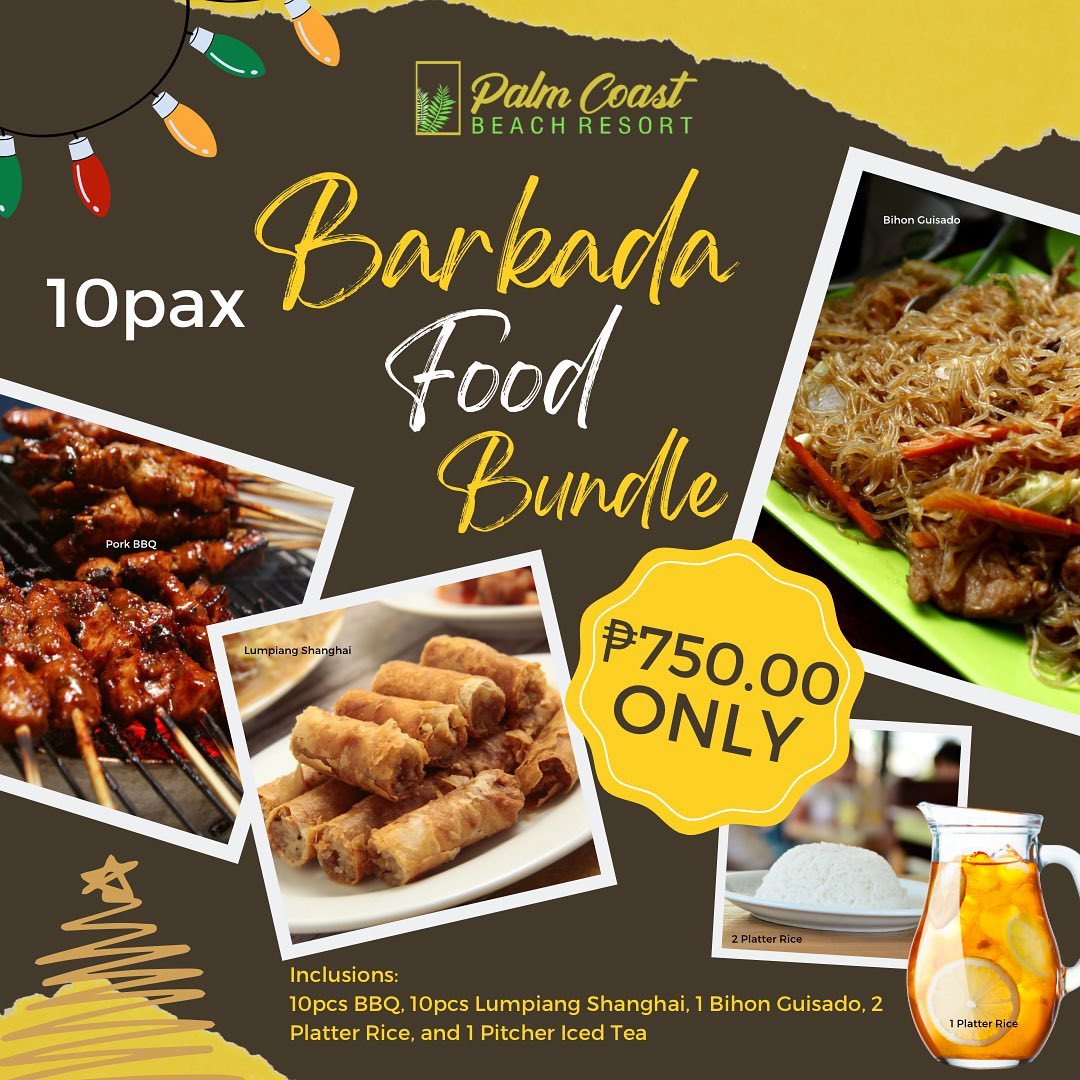 Palm Coast
BEACH RESORT
Barkada
10pax
Food
Bundle
Bihon Guisado
Pork BBQ
Lumpiang Shanghai
₱750.00
ONLY
2 Platter Rice
1 Platter Rice
Inclusions:
10pcs BBQ, 10pcs Lumpiang Shanghai, 1 Bihon Guisado, 2
Platter Rice, and 1 Pitcher Iced Tea